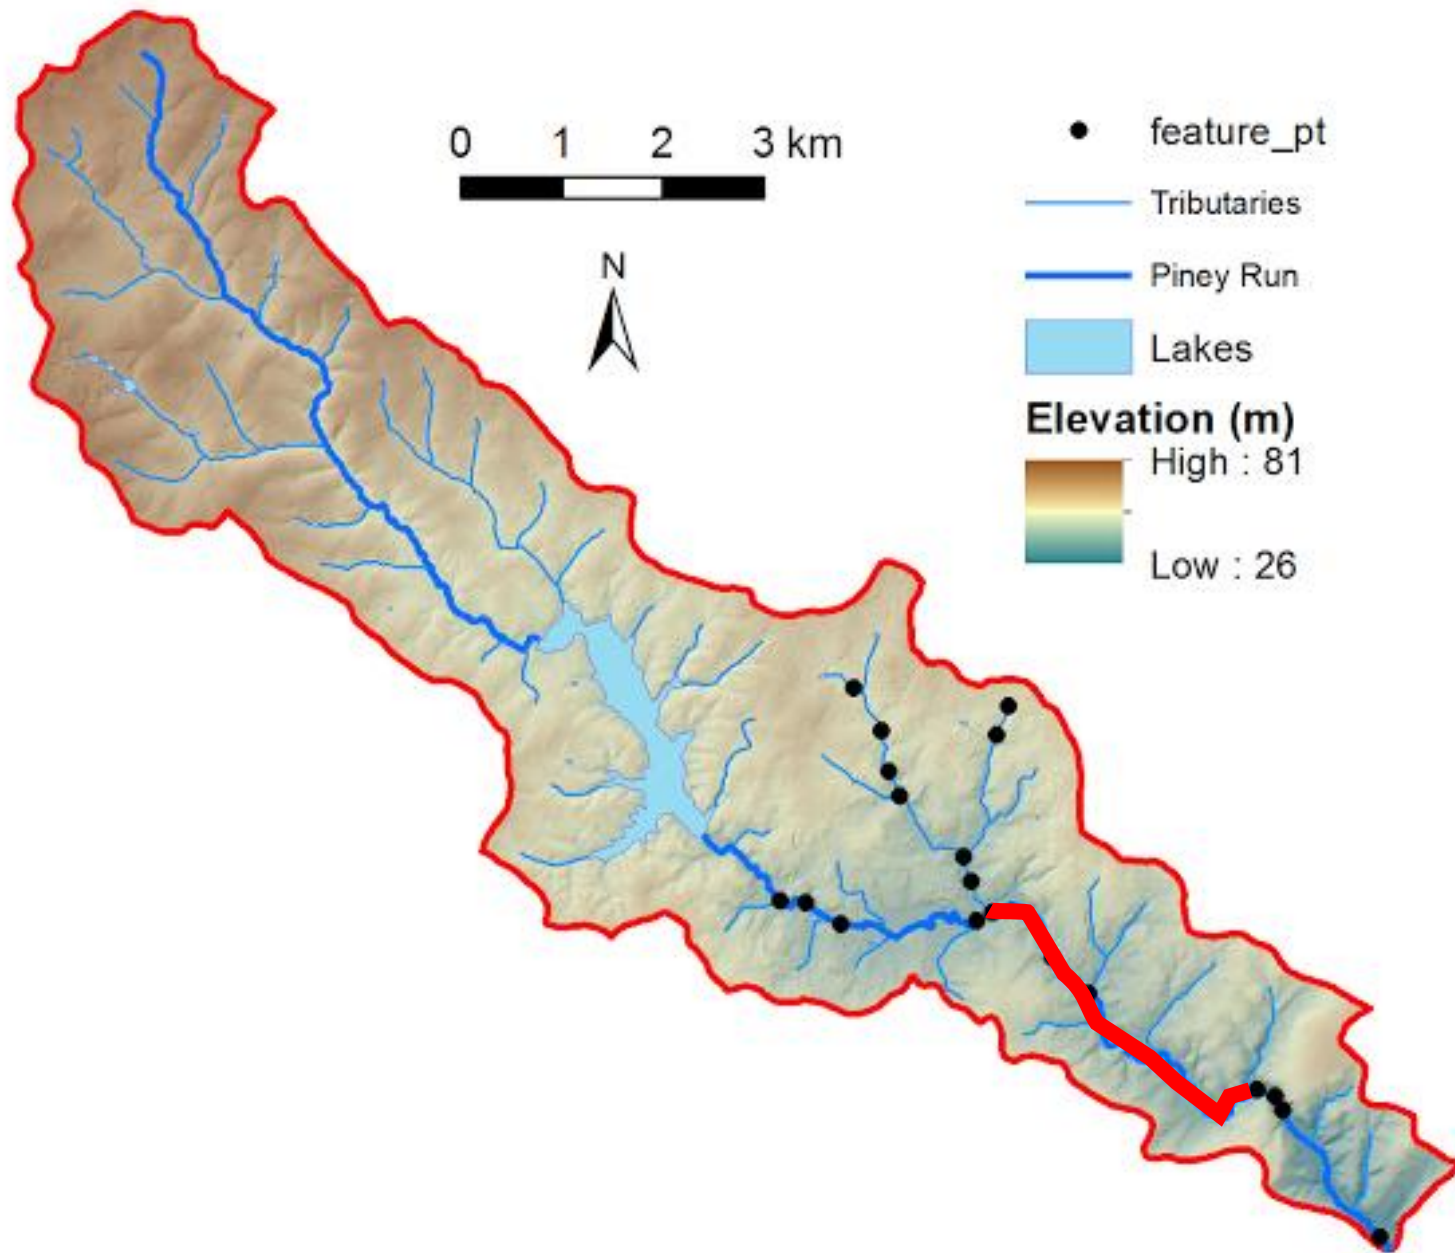 0 1 2 3 km
N
feature_pt
Tributaries
Piney Run
Lakes
Elevation (m)
High : 81
Low : 26